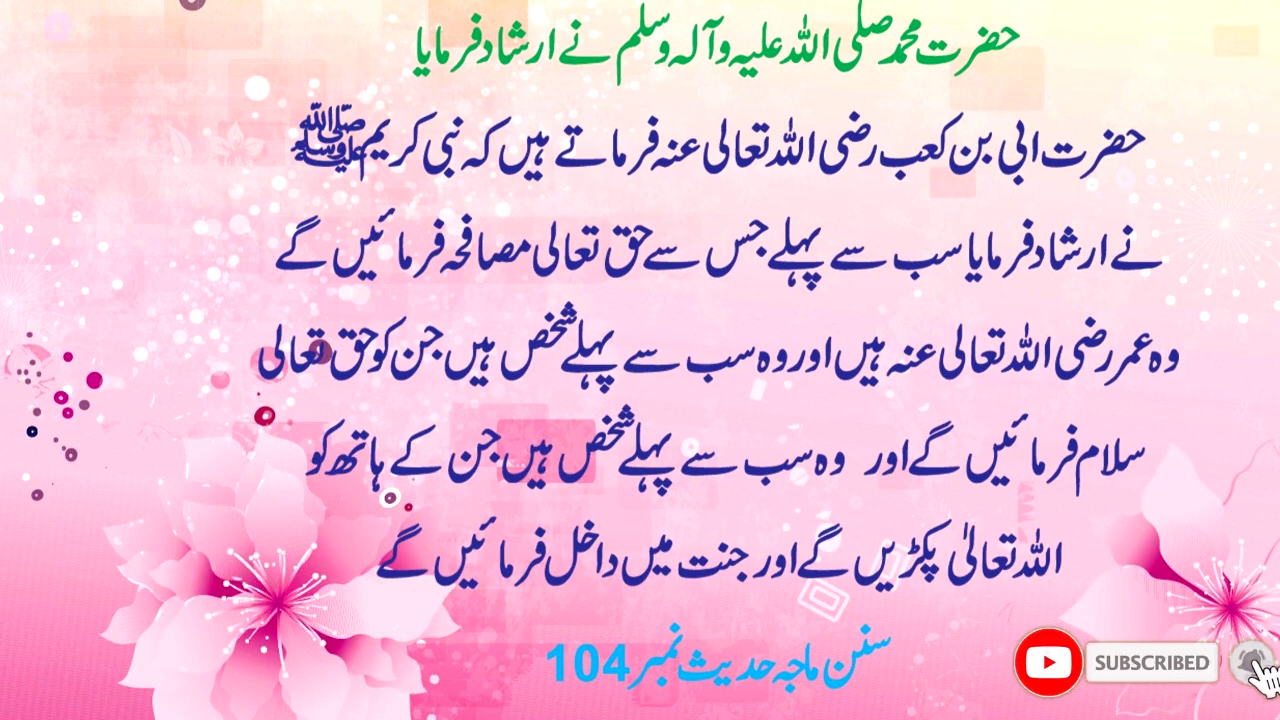 حضرت محمد صلی اللہ علیہ وآلہ وسلم نے ارشاد فرمایا
حضرت ابی بن کعب رضی اللہ تعالی عنہ فرماتے ہیں کہ نبی کریم ﷺ
نے ارشاد فرمایا سب سے پہلے جس سے حق تعالی مصافحہ فرمائیں گے
وہ عمر رضی اللہ تعالی عنہ ہیں اور وہ سب سے پہلے شخص ہیں جن کو حق تعالی
سلام فرمائیں گے اور وہ سب سے پہلے شخص ہیں جن کے ہاتھ کو
اللہ تعالیٰ پکڑیں گے اور جنت میں داخل فرمائیں گے
سنن ماجہ حدیث نمبر 104
SUBSCRIBED